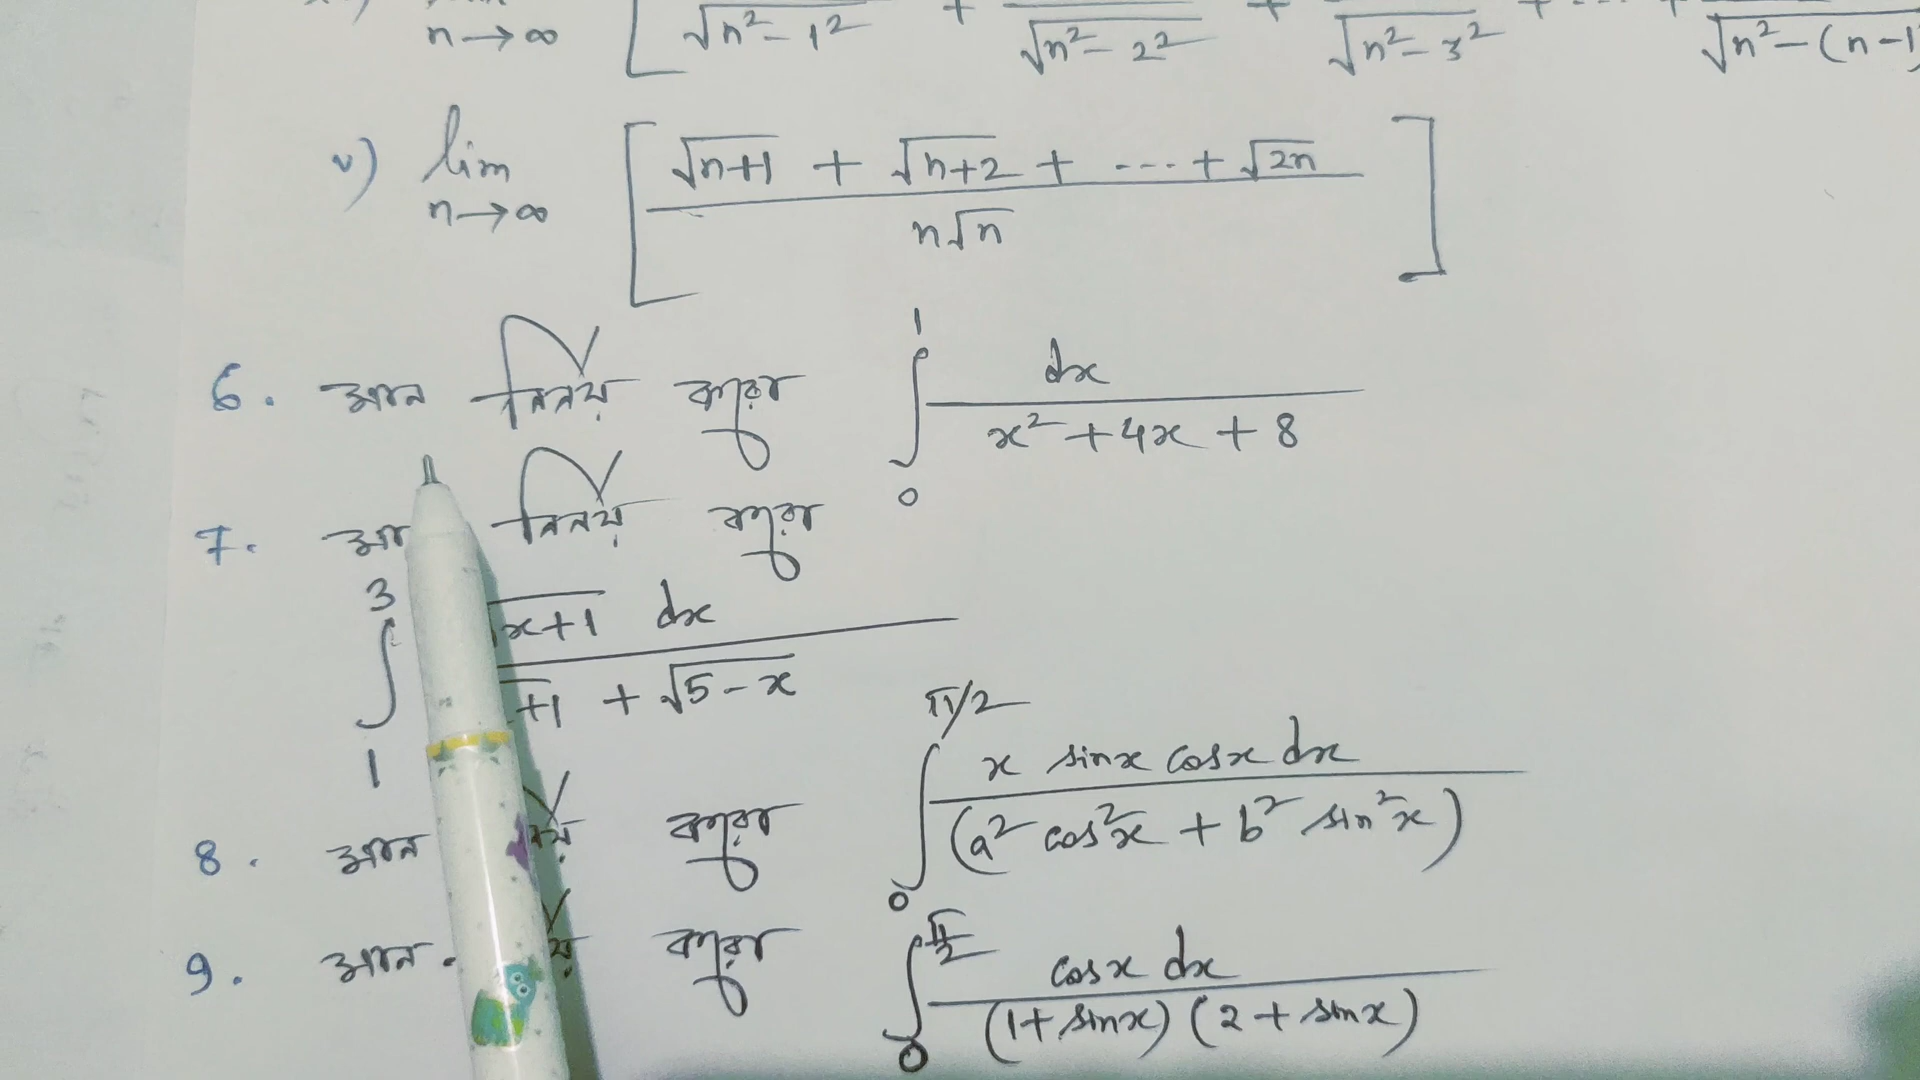 n→∞ [ √n²-1² + √n²-2² + √n²-3² + ... + √n²-(n-1)
v) lim n→∞ [ (√n+1 + √n+2 + ---- + √2n) / n√n ]
6. মান নির্নয় করো ∫₀¹ dx / (x²+4x+8)
7. নির্নয় করো
∫₁³ √x+1 dx / +1 + √5-x
8. মান করো ∫₀^π/2 x sinx cosx dx / (a² cos²x + b² sin²x)
9. মান করো ∫₀^π/2 cosx dx / (1+sinx)(2+sinx)